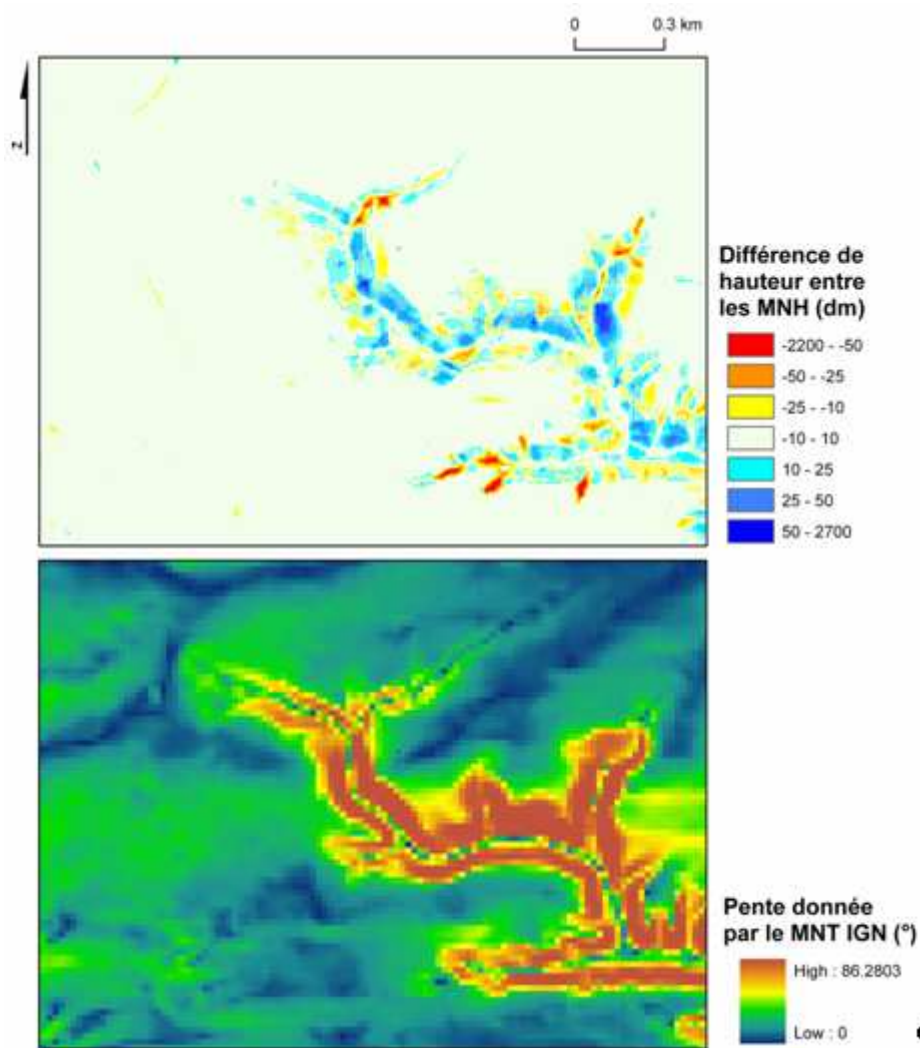 0 0.3 km
z
Différence de
hauteur entre
les MNH (dm)
-2200 - -50
-50 - -25
-25 - -10
-10 - 10
10 - 25
25 - 50
50 - 2700
Pente donnée
par le MNT IGN (°)
High : 86.2803
Low : 0